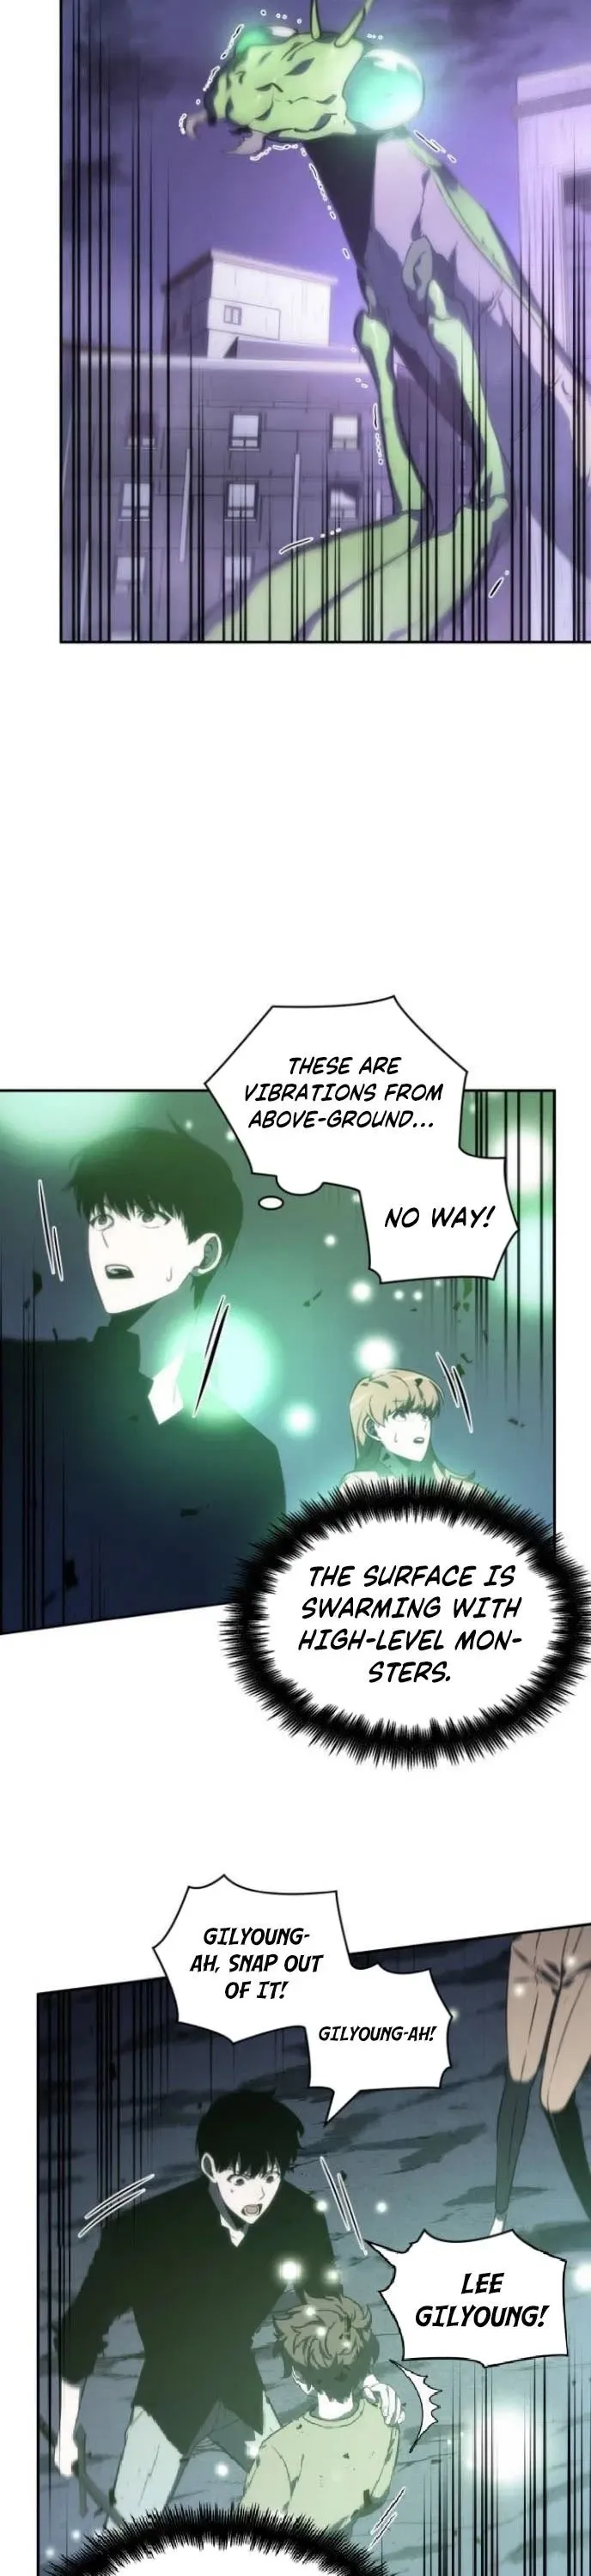 THESE ARE
VIBRATIONS FROM
ABOVE-GROUND...
NO WAY!
THE SURFACE IS
SWARMING WITH
HIGH-LEVEL MON-
STERS.
GILYOUNG-
AH, SNAP OUT
OF IT!
GILYOUNG-AH!
LEE
GILYOUNG!